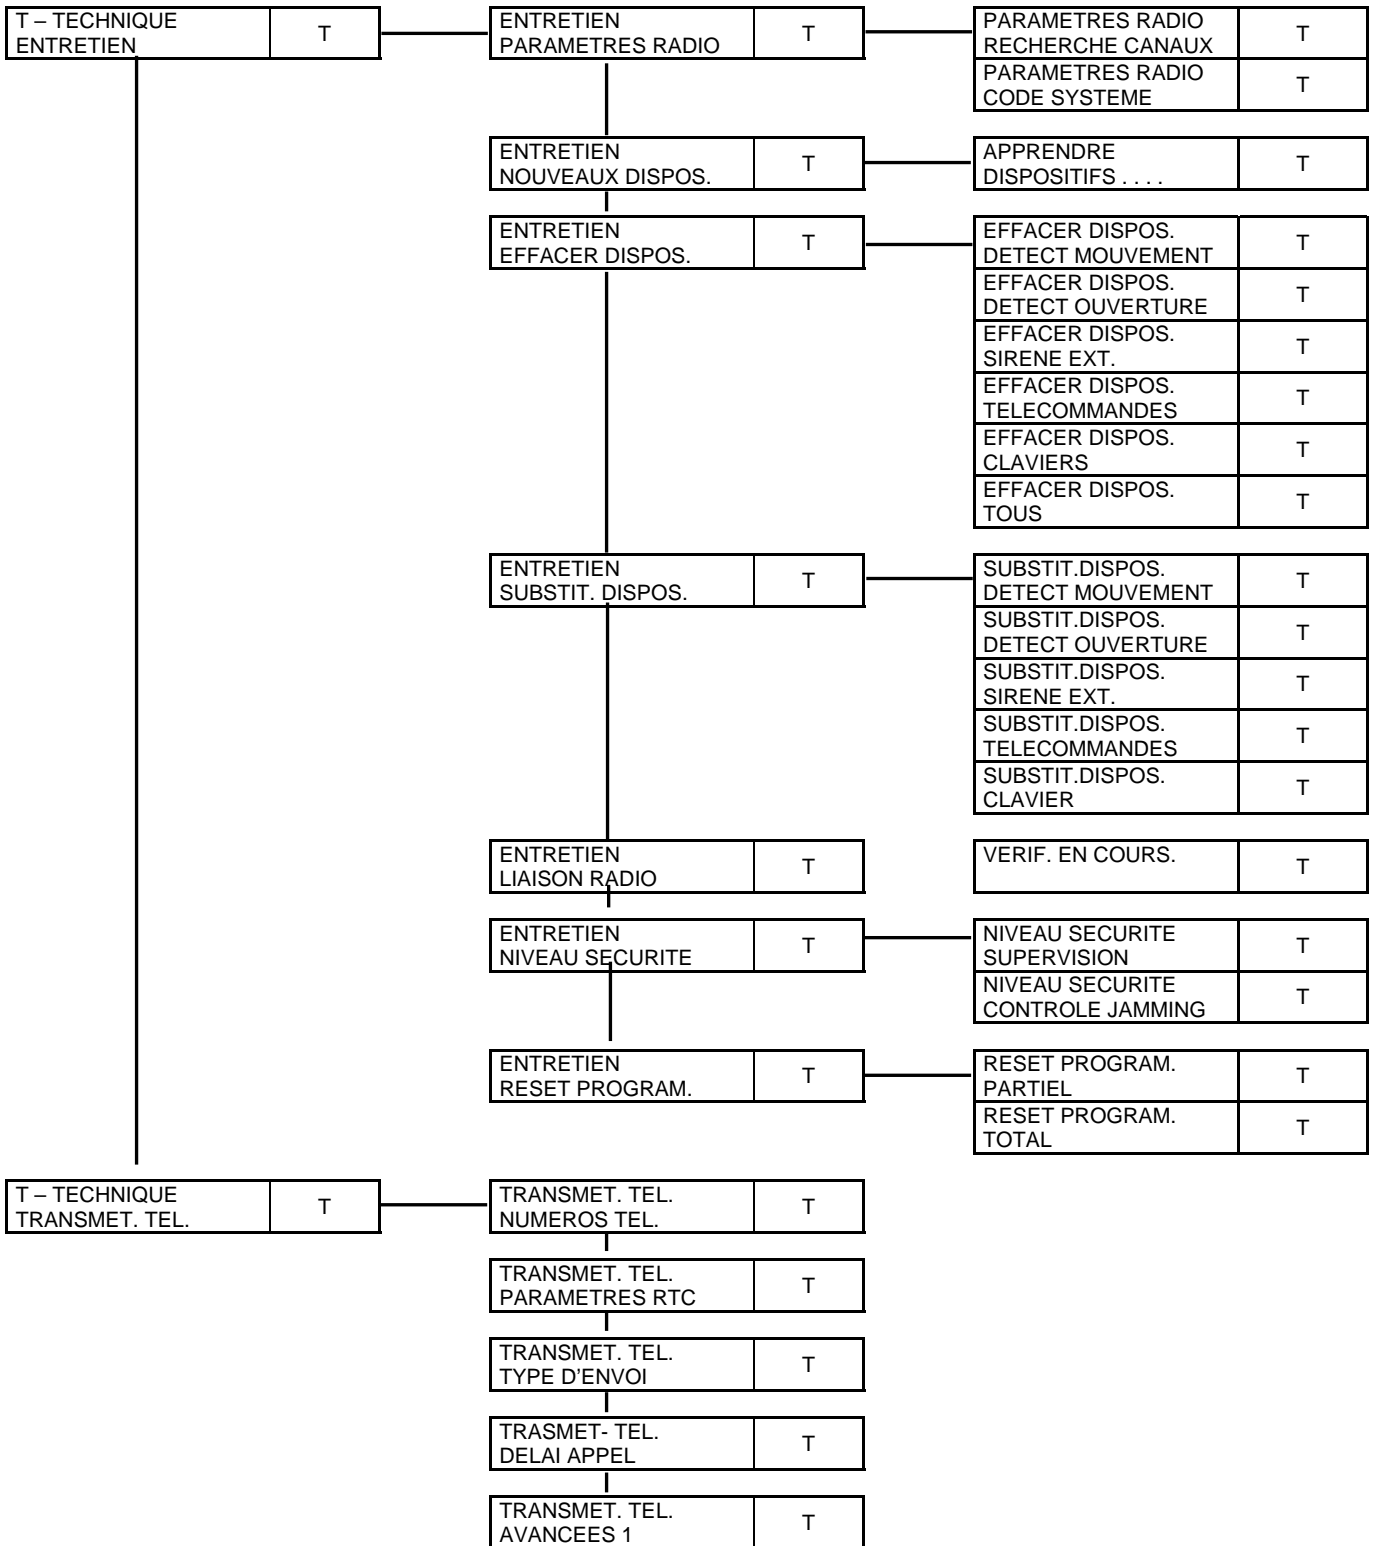 T – TECHNIQUE
ENTRETIEN
T
ENTRETIEN
PARAMETRES RADIO
T
PARAMETRES RADIO
RECHERCHE CANAUX
T
PARAMETRES RADIO
CODE SYSTEME
T
ENTRETIEN
NOUVEAUX DISPOS.
T
APPRENDRE
DISPOSITIFS . . . .
T
ENTRETIEN
EFFACER DISPOS.
T
EFFACER DISPOS.
DETECT MOUVEMENT
T
EFFACER DISPOS.
DETECT OUVERTURE
T
EFFACER DISPOS.
SIRENE EXT.
T
EFFACER DISPOS.
TELECOMMANDES
T
EFFACER DISPOS.
CLAVIERS
T
EFFACER DISPOS.
TOUS
T
ENTRETIEN
SUBSTIT. DISPOS.
T
SUBSTIT.DISPOS.
DETECT MOUVEMENT
T
SUBSTIT.DISPOS.
DETECT OUVERTURE
T
SUBSTIT.DISPOS.
SIRENE EXT.
T
SUBSTIT.DISPOS.
TELECOMMANDES
T
SUBSTIT.DISPOS.
CLAVIER
T
ENTRETIEN
LIAISON RADIO
T
VERIF. EN COURS.
T
ENTRETIEN
NIVEAU SECURITE
T
NIVEAU SECURITE
SUPERVISION
T
NIVEAU SECURITE
CONTROLE JAMMING
T
ENTRETIEN
RESET PROGRAM.
T
RESET PROGRAM.
PARTIEL
T
RESET PROGRAM.
TOTAL
T
T – TECHNIQUE
TRANSMET. TEL.
T
TRANSMET. TEL.
NUMEROS TEL.
T
TRANSMET. TEL.
PARAMETRES RTC
T
TRANSMET. TEL.
TYPE D’ENVOI
T
TRASMET- TEL.
DELAI APPEL
T
TRANSMET. TEL.
AVANCEES 1
T